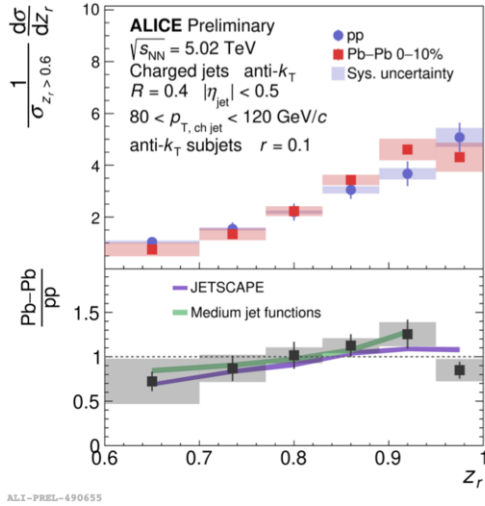 1/σ_{z_r > 0.6} dσ/dz_r
10
8
6
4
2
ALICE Preliminary
√s_NN = 5.02 TeV
Charged jets anti-k_T
R = 0.4 |η_jet| < 0.5
80 < p_{T, ch jet} < 120 GeV/c
anti-k_T subjets r = 0.1
pp
Pb–Pb 0–10%
Sys. uncertainty
Pb–Pb/pp
1.5
1
0.5
0
JETSCAPE
Medium jet functions
0.6 0.7 0.8 0.9 1
z_r
ALI-PREL-490655